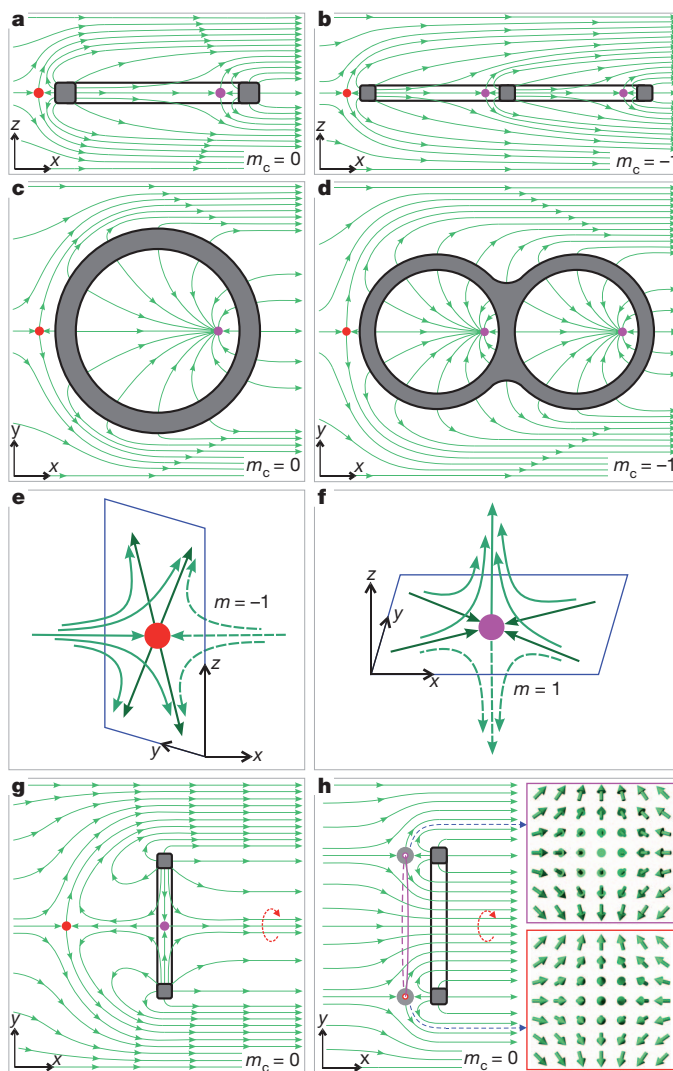 a
z
x
m_c = 0
b
z
x
m_c = −1
c
y
x
m_c = 0
d
y
x
m_c = −1
e
m = −1
z
y
x
f
z
y
x
m = 1
g
y
x
m_c = 0
h
y
x
m_c = 0